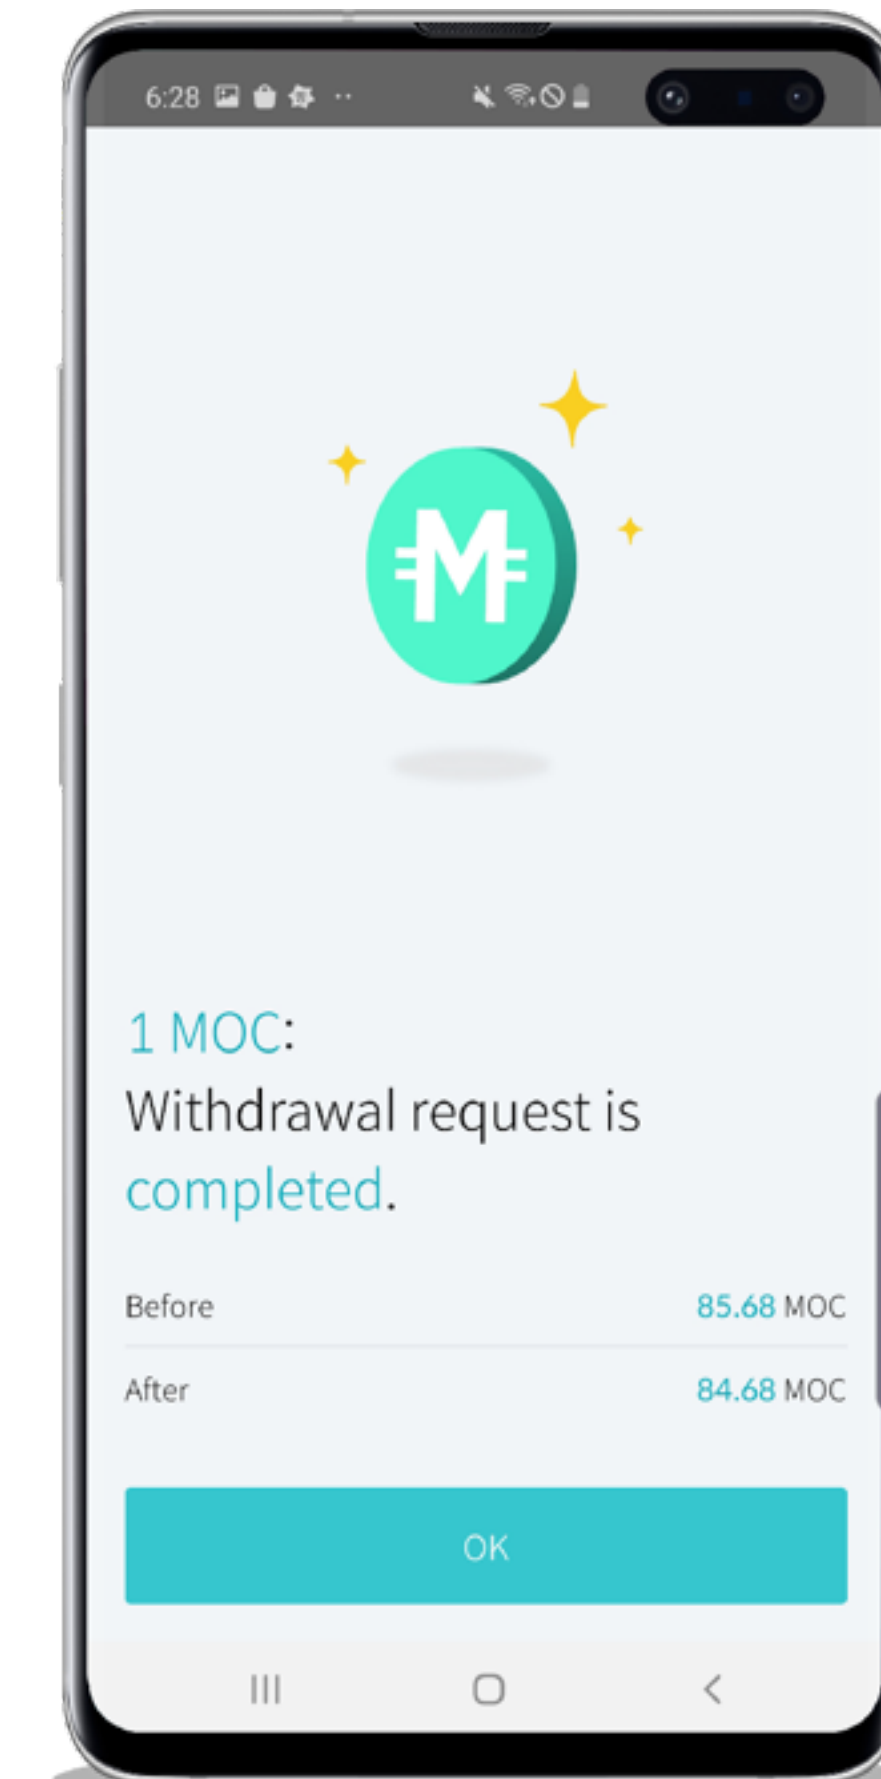 6:28
M
1 MOC:
Withdrawal request is
completed.
Before 85.68 MOC
After 84.68 MOC
OK